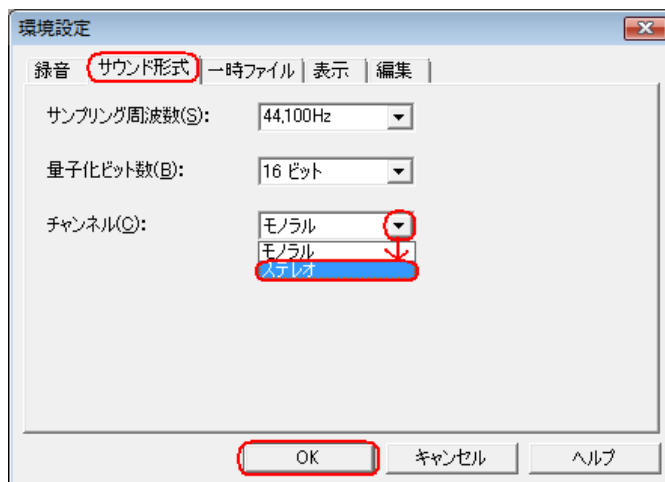 環境設定
録音 サウンド形式 一時ファイル 表示 編集
サンプリング周波数(S): 44,100Hz
量子化ビット数(B): 16 ビット
チャンネル(C): モノラル
モノラル
ステレオ
OK キャンセル ヘルプ